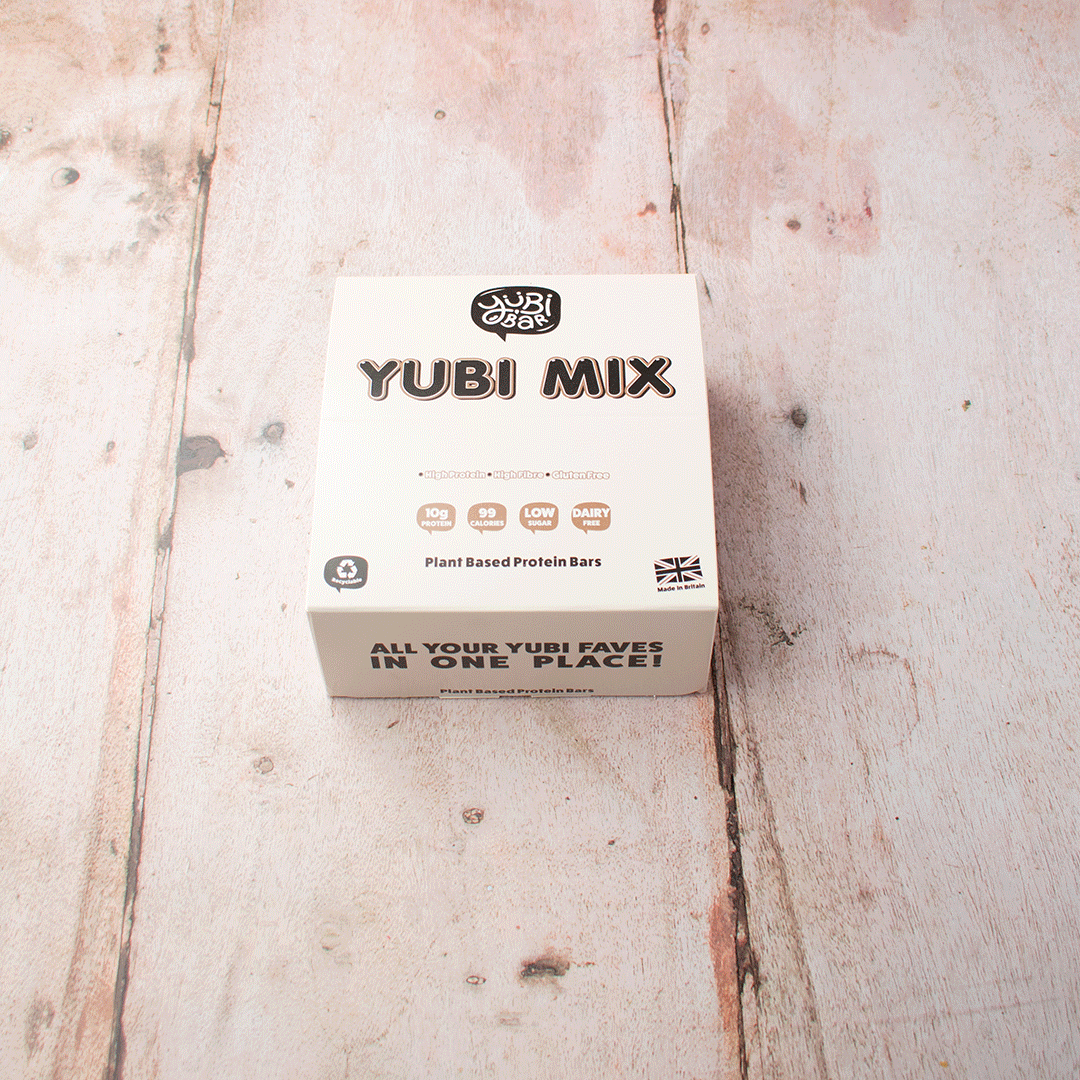 YUBi
BAR
YUBI MIX
• High Protein • High Fibre • Gluten Free
10g
PROTEIN
99
CALORIES
LOW
SUGAR
DAIRY
FREE
Plant Based Protein Bars
Recyclable
Made in Britain
ALL YOUR YUBI FAVES
IN ONE PLACE!
Plant Based Protein Bars